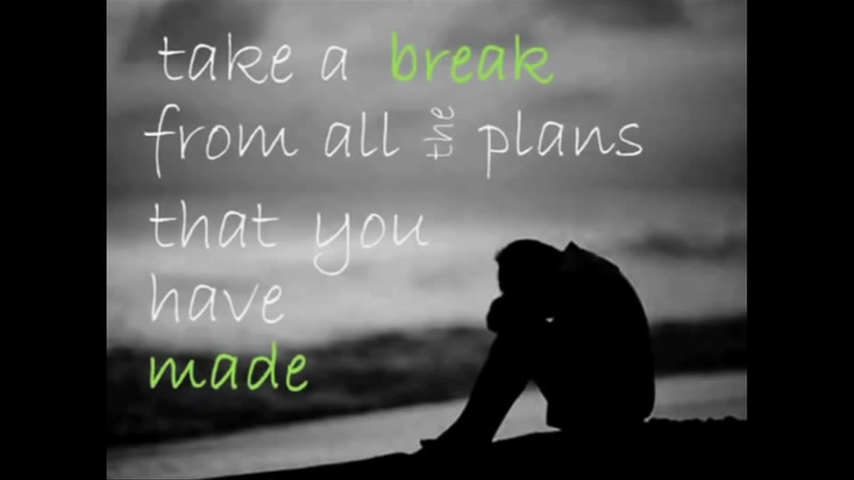 take a break
from all the plans
that you
have
made